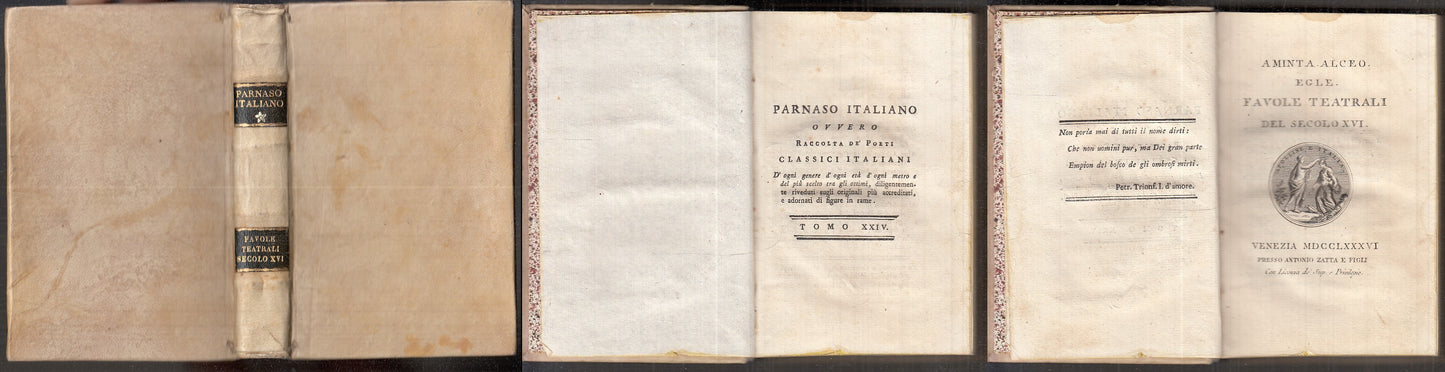 PARNASO
ITALIANO
FAVOLE
TEATRALI
SECOLO XVI
PARNASO ITALIANO
OVVERO
RACCOLTA DE' POETI
CLASSICI ITALIANI
D' ogni genere d' ogni età d' ogni metro e
del più scelto tra gli ottimi, diligentemen-
te riveduti sugli originali più accreditati,
e adornati di figure in rame.
TOMO XXIV.
Non poria mai di tutti il nome dirti:
Che non uomini pur, ma Dei gran parte
Empion del bosco de gli ombrosi mirti.
Petr. Trionf. I. d'amore.
AMINTA. ALCEO.
EGLE.
FAVOLE TEATRALI
DEL SECOLO XVI.
VENEZIA MDCCLXXXVI
PRESSO ANTONIO ZATTA E FIGLI
Con Licenza de' Sup. e Privilegio.